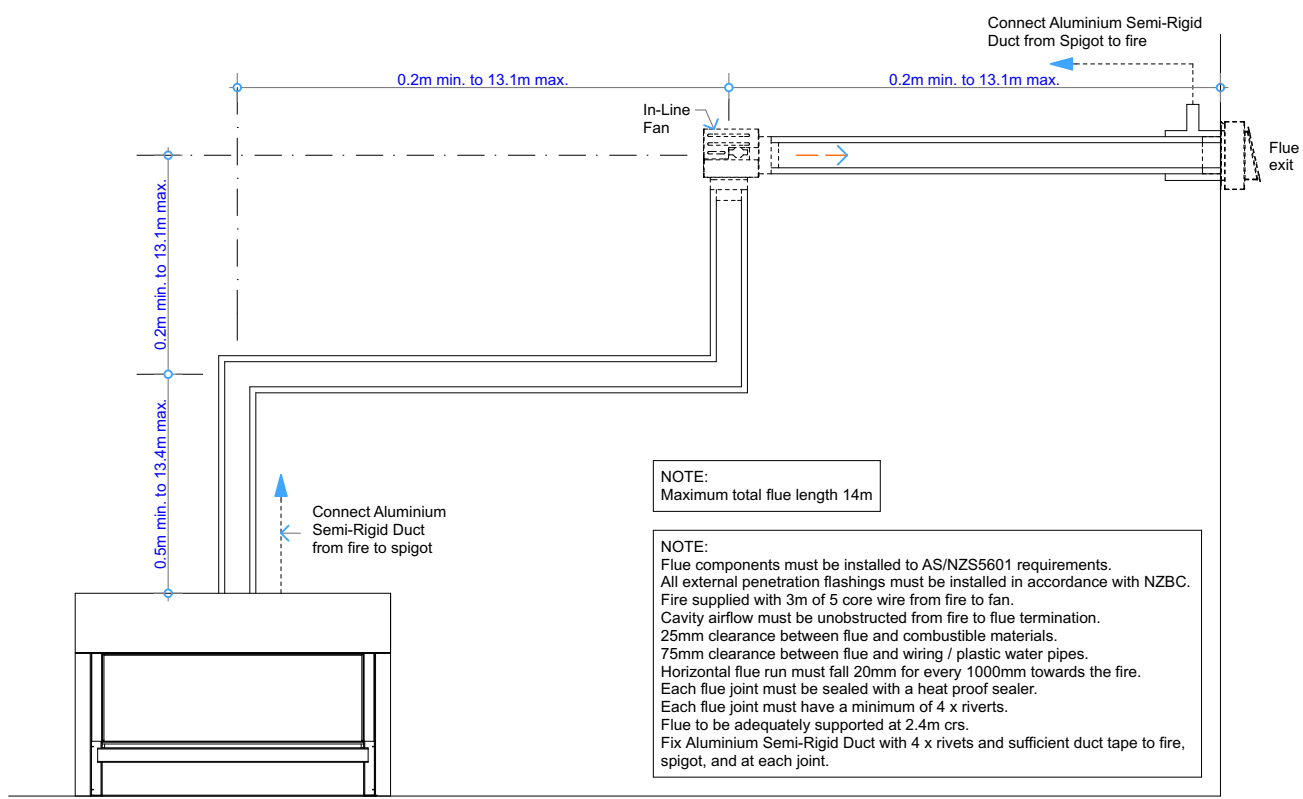 Connect Aluminium Semi-Rigid
Duct from Spigot to fire
0.2m min. to 13.1m max.
0.2m min. to 13.1m max.
In-Line
Fan
Flue
exit
0.2m min. to 13.1m max.
0.5m min. to 13.4m max.
Connect Aluminium
Semi-Rigid Duct
from fire to spigot
NOTE:
Maximum total flue length 14m
NOTE:
Flue components must be installed to AS/NZS5601 requirements.
All external penetration flashings must be installed in accordance with NZBC.
Fire supplied with 3m of 5 core wire from fire to fan.
Cavity airflow must be unobstructed from fire to flue termination.
25mm clearance between flue and combustible materials.
75mm clearance between flue and wiring / plastic water pipes.
Horizontal flue run must fall 20mm for every 1000mm towards the fire.
Each flue joint must be sealed with a heat proof sealer.
Each flue joint must have a minimum of 4 x riverts.
Flue to be adequately supported at 2.4m crs.
Fix Aluminium Semi-Rigid Duct with 4 x rivets and sufficient duct tape to fire,
spigot, and at each joint.